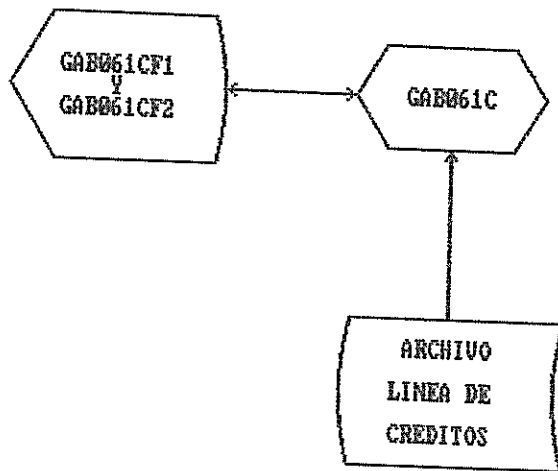 GAB061CF1
Y
GAB061CF2
GAB061C
ARCHIVO
LINEA DE
CREDITOS